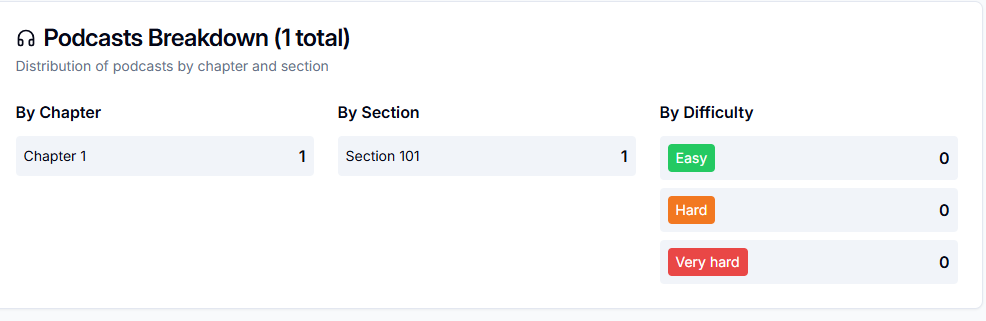 Podcasts Breakdown (1 total)
Distribution of podcasts by chapter and section
By Chapter
Chapter 1 1
By Section
Section 101 1
By Difficulty
Easy 0
Hard 0
Very hard 0